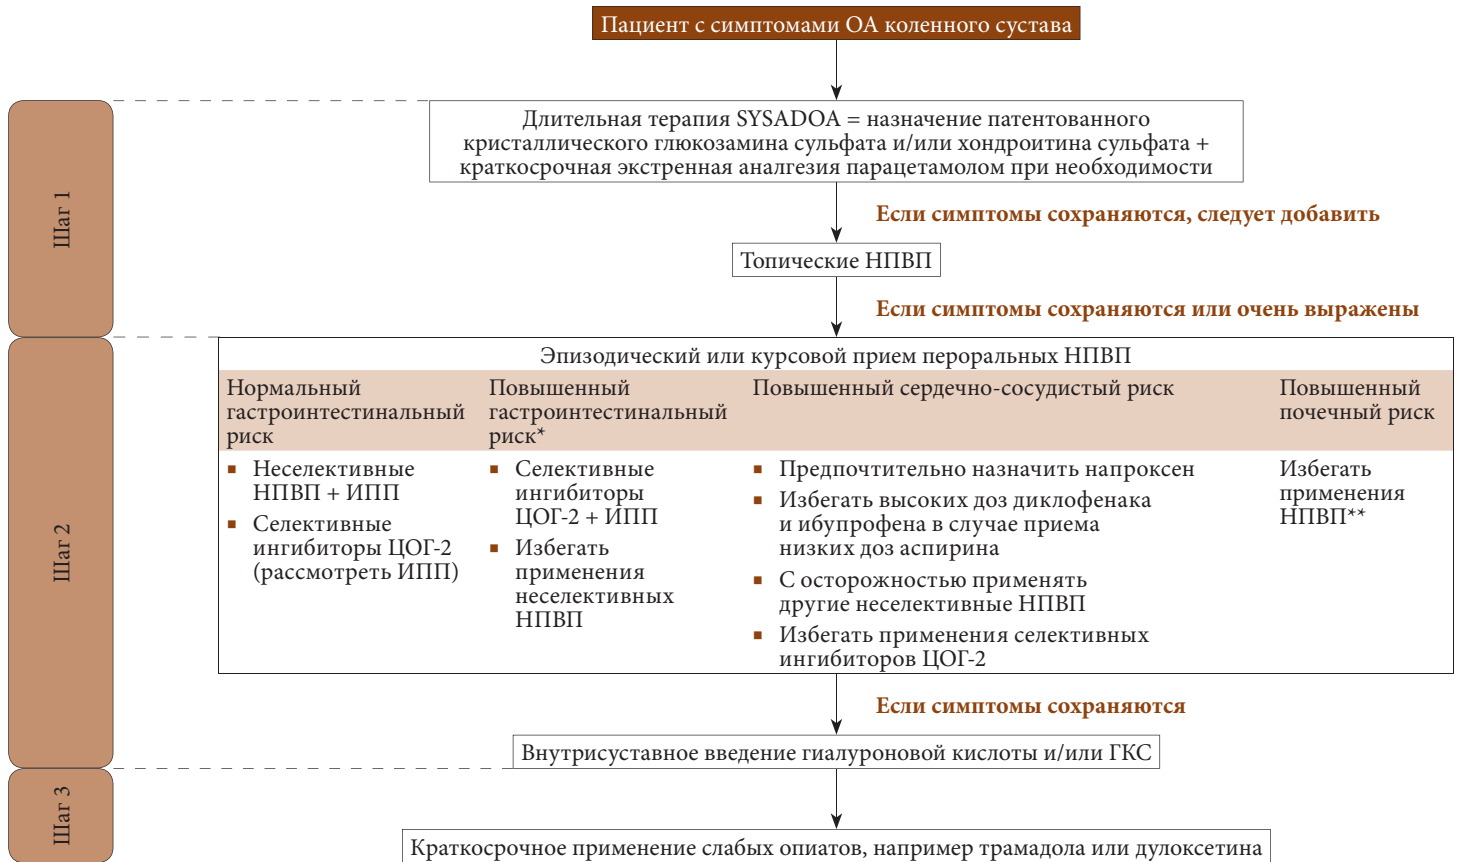 Пациент с симптомами ОА коленного сустава
Шаг 1
Длительная терапия SYSADOA = назначение патентованного
кристаллического глюкозамина сульфата и/или хондроитина сульфата +
краткосрочная экстренная аналгезия парацетамолом при необходимости
Если симптомы сохраняются, следует добавить
Топические НПВП
Если симптомы сохраняются или очень выражены
Шаг 2
Эпизодический или курсовой прием пероральных НПВП
Нормальный
гастроинтестинальный
риск
Повышенный
гастроинтестинальный
риск*
Повышенный сердечно-сосудистый риск
Повышенный
почечный риск
▪ Неселективные
НПВП + ИПП
▪ Селективные
ингибиторы ЦОГ-2
(рассмотреть ИПП)
▪ Селективные
ингибиторы
ЦОГ-2 + ИПП
▪ Избегать
применения
неселективных
НПВП
▪ Предпочтительно назначить напроксен
▪ Избегать высоких доз диклофенака
и ибупрофена в случае приема
низких доз аспирина
▪ С осторожностью применять
другие неселективные НПВП
▪ Избегать применения селективных
ингибиторов ЦОГ-2
Избегать
применения
НПВП**
Если симптомы сохраняются
Внутрисуставное введение гиалуроновой кислоты и/или ГКС
Шаг 3
Краткосрочное применение слабых опиатов, например трамадола или дулоксетина